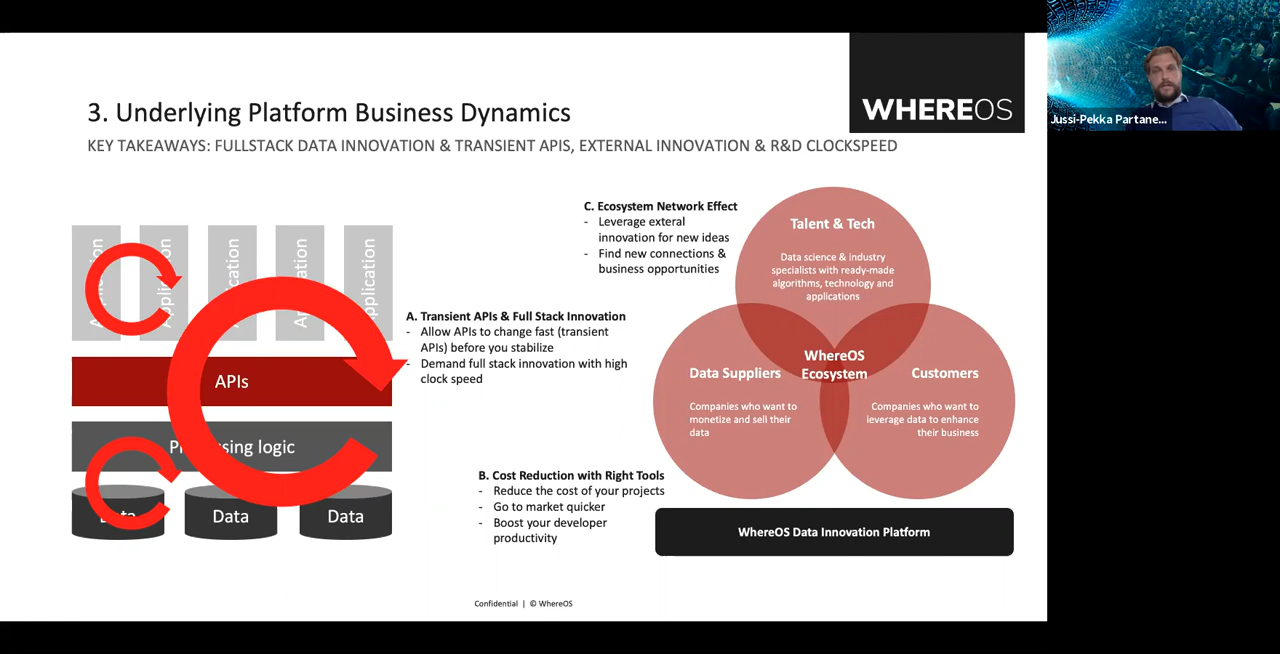 WHEREOS
Jussi-Pekka Partane...
3. Underlying Platform Business Dynamics
KEY TAKEAWAYS: FULLSTACK DATA INNOVATION & TRANSIENT APIS, EXTERNAL INNOVATION & R&D CLOCKSPEED
Application
Application
Application
Application
Application
APIs
Processing logic
Data
Data
Data
C. Ecosystem Network Effect
- Leverage exteral
innovation for new ideas
- Find new connections &
business opportunities
A. Transient APIs & Full Stack Innovation
- Allow APIs to change fast (transient
APIs) before you stabilize
- Demand full stack innovation with high
clock speed
B. Cost Reduction with Right Tools
- Reduce the cost of your projects
- Go to market quicker
- Boost your developer
productivity
Talent & Tech
Data science & industry
specialists with ready-made
algorithms, technology and
applications
WhereOS
Ecosystem
Data Suppliers
Companies who want to
monetize and sell their
data
Customers
Companies who want to
leverage data to enhance
their business
WhereOS Data Innovation Platform
Confidential | © WhereOS